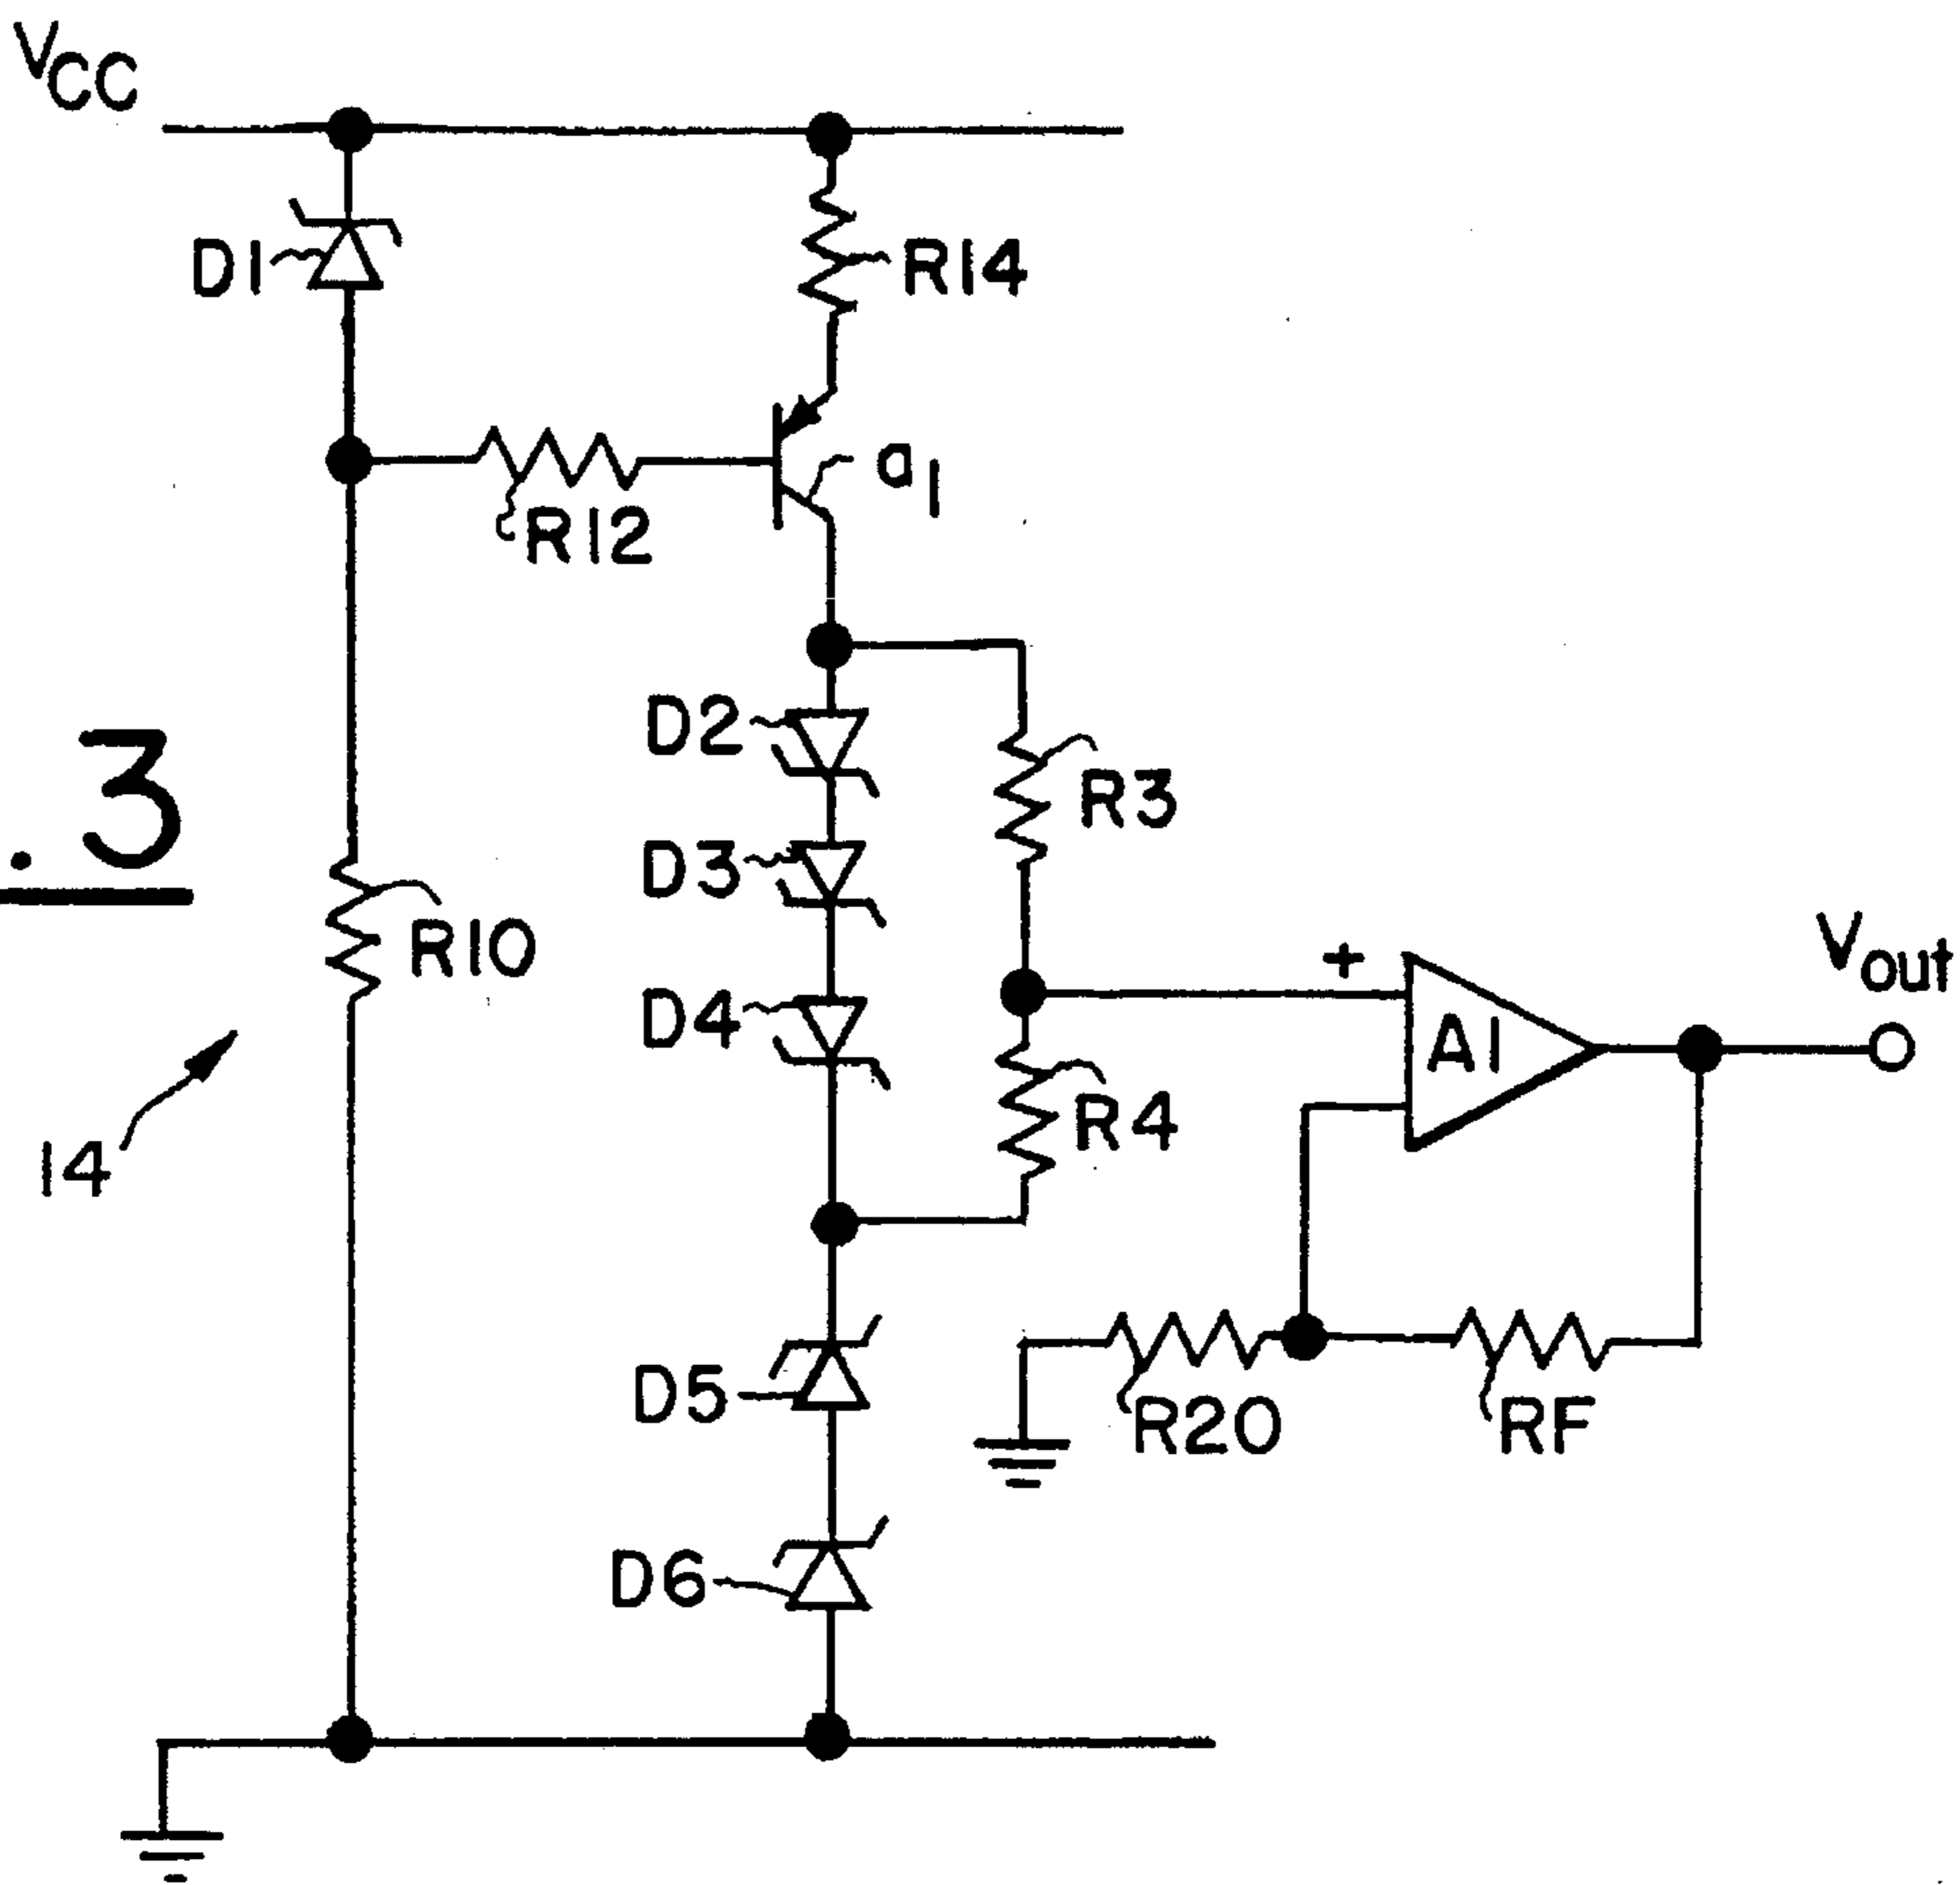 VCC
D1
R14
a1
R12
D2
R3
. 3
D3
R10
Vout
+
D4
A1
R4
14
D5
R20
RF
D6